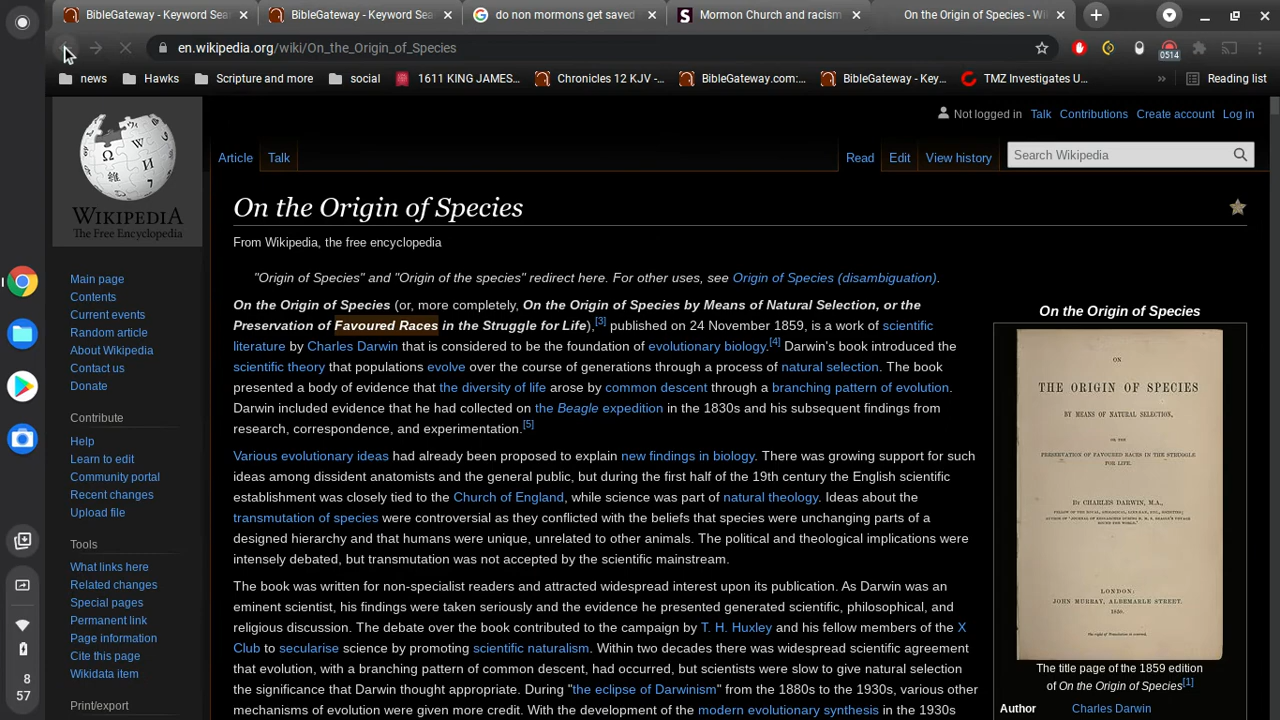 BibleGateway - Keyword Sea
BibleGateway - Keyword Sea
do non mormons get saved
Mormon Church and racism
On the Origin of Species - Wi
en.wikipedia.org/wiki/On_the_Origin_of_Species
0514
news
Hawks
Scripture and more
social
1611 KING JAMES...
Chronicles 12 KJV -...
BibleGateway.com:...
BibleGateway - Key...
TMZ Investigates U...
»
Reading list
Not logged in Talk Contributions Create account Log in
Article Talk
Read Edit View history
Search Wikipedia
WIKIPEDIA
The Free Encyclopedia
Main page
Contents
Current events
Random article
About Wikipedia
Contact us
Donate
Contribute
Help
Learn to edit
Community portal
Recent changes
Upload file
Tools
What links here
Related changes
Special pages
Permanent link
Page information
Cite this page
Wikidata item
Print/export
On the Origin of Species
From Wikipedia, the free encyclopedia
"Origin of Species" and "Origin of the species" redirect here. For other uses, see Origin of Species (disambiguation).
On the Origin of Species (or, more completely, On the Origin of Species by Means of Natural Selection, or the
Preservation of Favoured Races in the Struggle for Life),[3] published on 24 November 1859, is a work of scientific
literature by Charles Darwin that is considered to be the foundation of evolutionary biology.[4] Darwin's book introduced the
scientific theory that populations evolve over the course of generations through a process of natural selection. The book
presented a body of evidence that the diversity of life arose by common descent through a branching pattern of evolution.
Darwin included evidence that he had collected on the Beagle expedition in the 1830s and his subsequent findings from
research, correspondence, and experimentation.[5]
Various evolutionary ideas had already been proposed to explain new findings in biology. There was growing support for such
ideas among dissident anatomists and the general public, but during the first half of the 19th century the English scientific
establishment was closely tied to the Church of England, while science was part of natural theology. Ideas about the
transmutation of species were controversial as they conflicted with the beliefs that species were unchanging parts of a
designed hierarchy and that humans were unique, unrelated to other animals. The political and theological implications were
intensely debated, but transmutation was not accepted by the scientific mainstream.
The book was written for non-specialist readers and attracted widespread interest upon its publication. As Darwin was an
eminent scientist, his findings were taken seriously and the evidence he presented generated scientific, philosophical, and
religious discussion. The debate over the book contributed to the campaign by T. H. Huxley and his fellow members of the X
Club to secularise science by promoting scientific naturalism. Within two decades there was widespread scientific agreement
that evolution, with a branching pattern of common descent, had occurred, but scientists were slow to give natural selection
the significance that Darwin thought appropriate. During "the eclipse of Darwinism" from the 1880s to the 1930s, various other
mechanisms of evolution were given more credit. With the development of the modern evolutionary synthesis in the 1930s
On the Origin of Species
ON
THE ORIGIN OF SPECIES
BY MEANS OF NATURAL SELECTION,
OR THE
PRESERVATION OF FAVOURED RACES IN THE STRUGGLE
FOR LIFE.
By CHARLES DARWIN, M.A.,
LONDON:
JOHN MURRAY, ALBEMARLE STREET.
1859.
The title page of the 1859 edition
of On the Origin of Species[1]
Author Charles Darwin
8
57